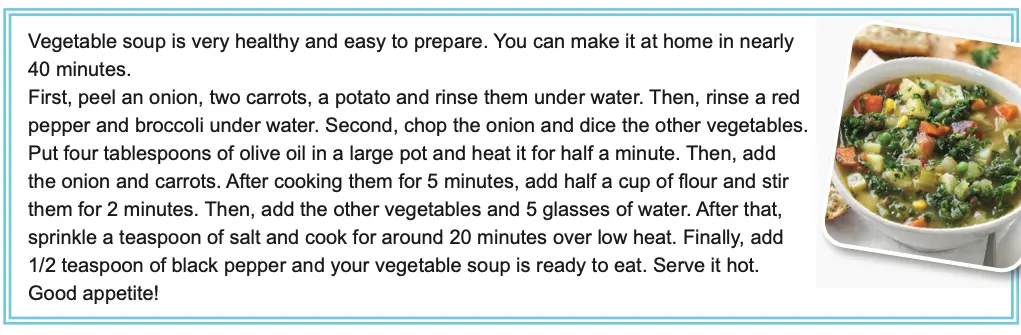 Vegetable soup is very healthy and easy to prepare. You can make it at home in nearly
40 minutes.
First, peel an onion, two carrots, a potato and rinse them under water. Then, rinse a red
pepper and broccoli under water. Second, chop the onion and dice the other vegetables.
Put four tablespoons of olive oil in a large pot and heat it for half a minute. Then, add
the onion and carrots. After cooking them for 5 minutes, add half a cup of flour and stir
them for 2 minutes. Then, add the other vegetables and 5 glasses of water. After that,
sprinkle a teaspoon of salt and cook for around 20 minutes over low heat. Finally, add
1/2 teaspoon of black pepper and your vegetable soup is ready to eat. Serve it hot.
Good appetite!